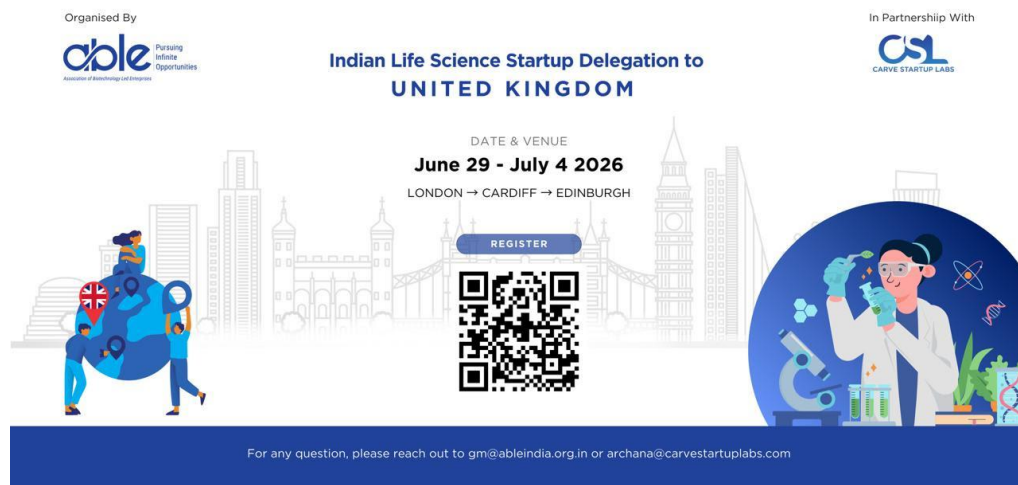 Organised By
able
Pursuing
Infinite
Opportunities
Association of Biotechnology Led Enterprises
In Partnershiip With
CSL
CARVE STARTUP LABS
Indian Life Science Startup Delegation to
UNITED KINGDOM
DATE & VENUE
June 29 - July 4 2026
LONDON → CARDIFF → EDINBURGH
REGISTER
For any question, please reach out to gm@ableindia.org.in or archana@carvestartuplabs.com